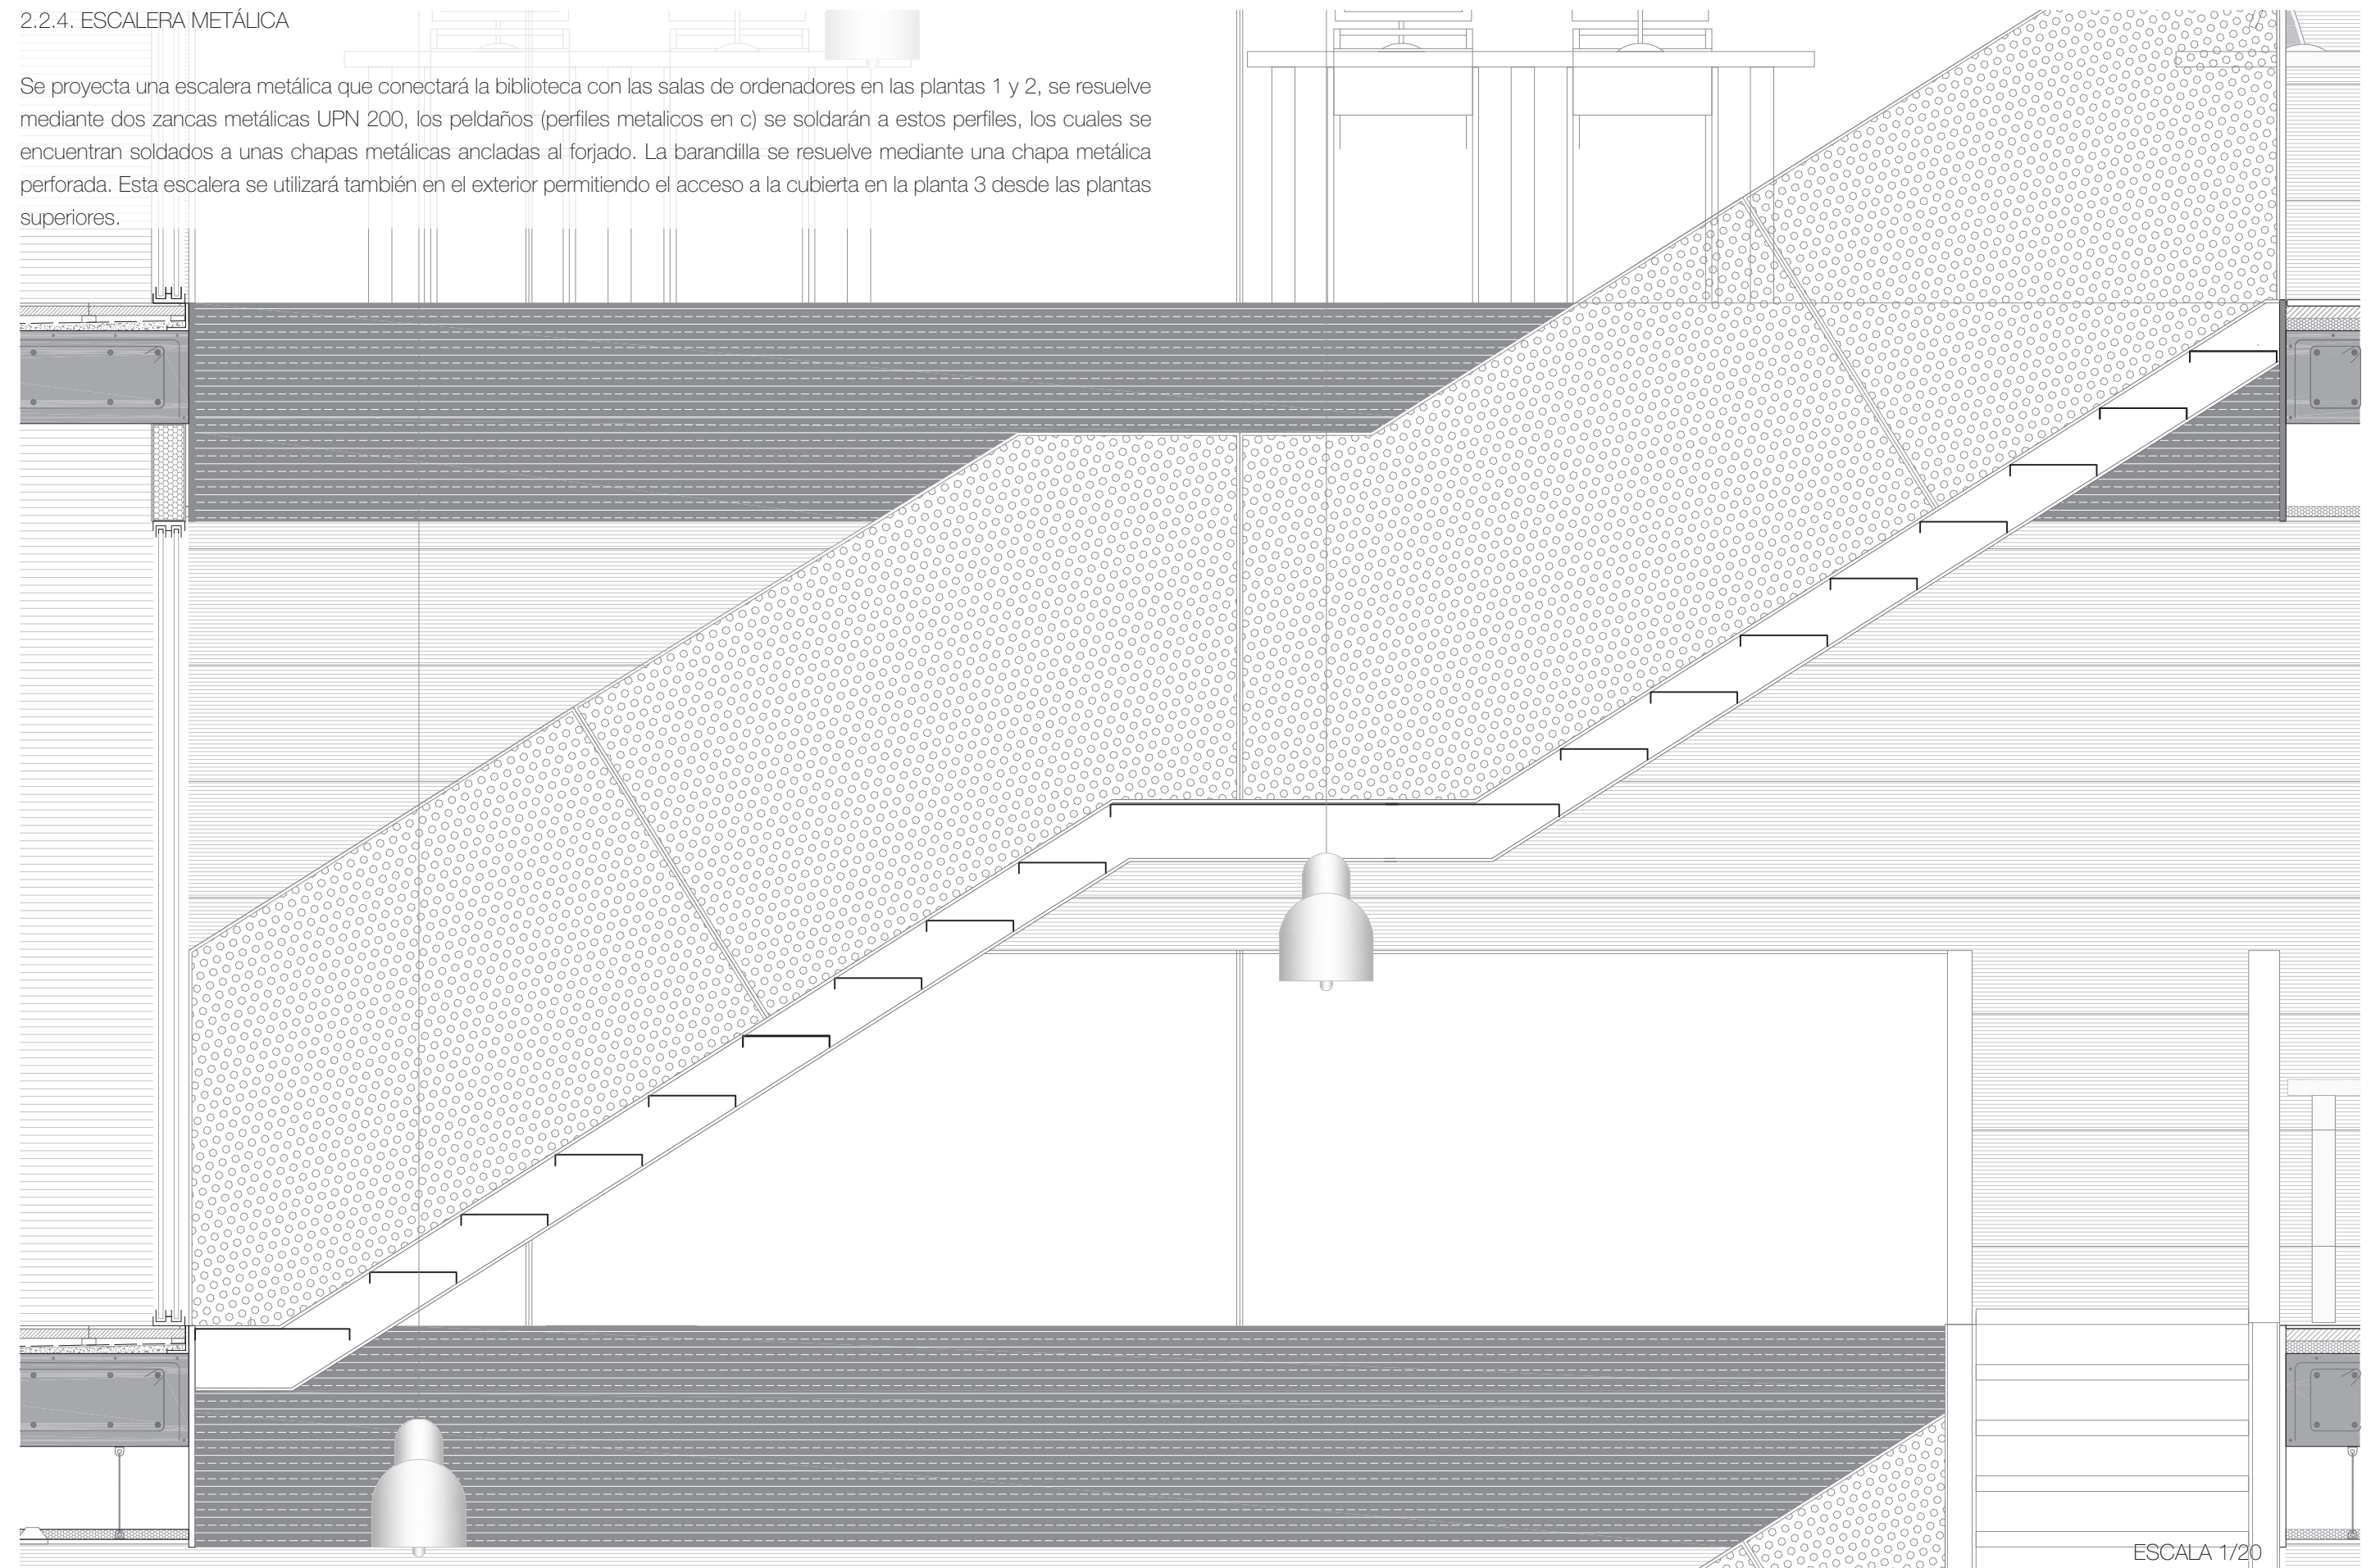 2.2.4. ESCALERA METÁLICA
Se proyecta una escalera metálica que conectará la biblioteca con las salas de ordenadores en las plantas 1 y 2, se resuelve
mediante dos zancas metálicas UPN 200, los peldaños (perfiles metalicos en c) se soldarán a estos perfiles, los cuales se
encuentran soldados a unas chapas metálicas ancladas al forjado. La barandilla se resuelve mediante una chapa metálica
perforada. Esta escalera se utilizará también en el exterior permitiendo el acceso a la cubierta en la planta 3 desde las plantas
superiores.
ESCALA 1/20